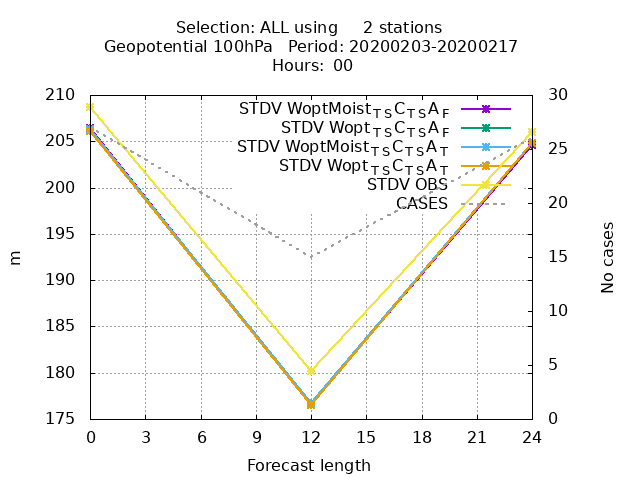 Selection: ALL using     2 stations
Geopotential 100hPa   Period: 20200203-20200217
Hours:  00
210 30
STDV WoptMoist_TS C_TS A_F
STDV Wopt_TS C_TS A_F
205 25
STDV WoptMoist_TS C_TS A_T
STDV Wopt_TS C_TS A_T
STDV OBS
200 20
CASES
195
m
190
No cases
15
10
185
180
5
175 0
0 3 6 9 12 15 18 21 24
Forecast length